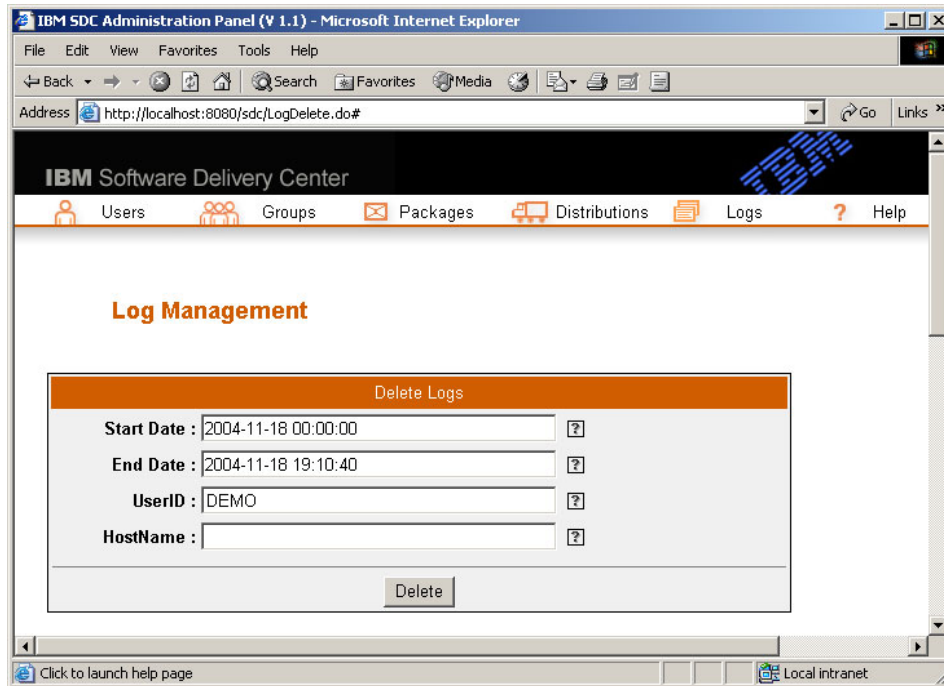 IBM SDC Administration Panel (V 1.1) - Microsoft Internet Explorer
File Edit View Favorites Tools Help
Back Search Favorites Media
Address http://localhost:8080/sdc/LogDelete.do# Go Links »
IBM Software Delivery Center IBM
Users Groups Packages Distributions Logs ? Help
Log Management
Delete Logs
Start Date : 2004-11-18 00:00:00 ?
End Date : 2004-11-18 19:10:40 ?
UserID : DEMO ?
HostName : ?
Delete
Click to launch help page Local intranet